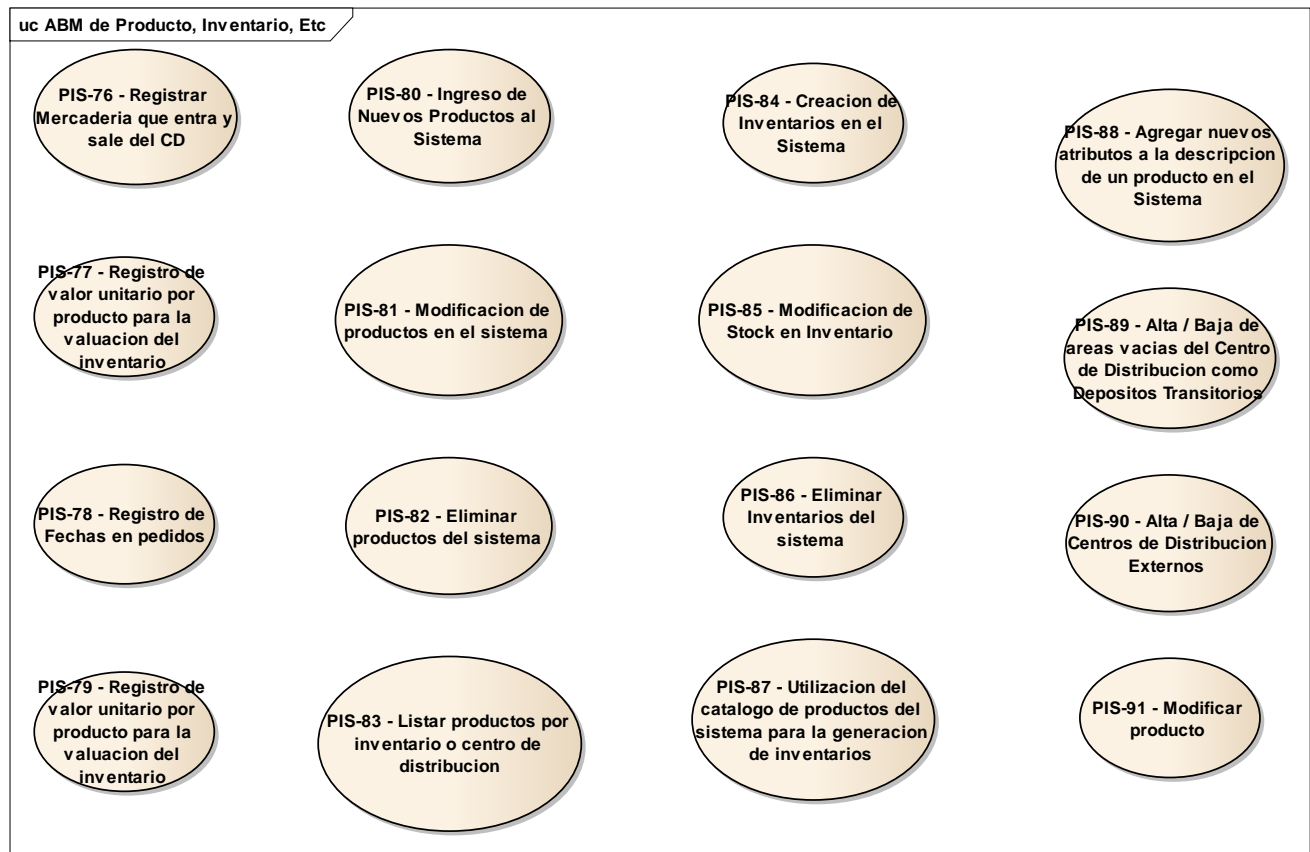 uc ABM de Producto, Inventario, Etc
PIS-76 - Registrar
Mercaderia que entra y
sale del CD
PIS-77 - Registro de
valor unitario por
producto para la
valuacion del
inventario
PIS-78 - Registro de
Fechas en pedidos
PIS-79 - Registro de
valor unitario por
producto para la
valuacion del
inventario
PIS-80 - Ingreso de
Nuevos Productos al
Sistema
PIS-81 - Modificacion de
productos en el sistema
PIS-82 - Eliminar
productos del sistema
PIS-83 - Listar productos por
inventario o centro de
distribucion
PIS-84 - Creacion de
Inventarios en el
Sistema
PIS-85 - Modificacion de
Stock en Inventario
PIS-86 - Eliminar
Inventarios del
sistema
PIS-87 - Utilizacion del
catalogo de productos del
sistema para la generacion
de inventarios
PIS-88 - Agregar nuevos
atributos a la descripcion
de un producto en el
Sistema
PIS-89 - Alta / Baja de
areas vacias del Centro
de Distribucion como
Depositos Transitorios
PIS-90 - Alta / Baja de
Centros de Distribucion
Externos
PIS-91 - Modificar
producto